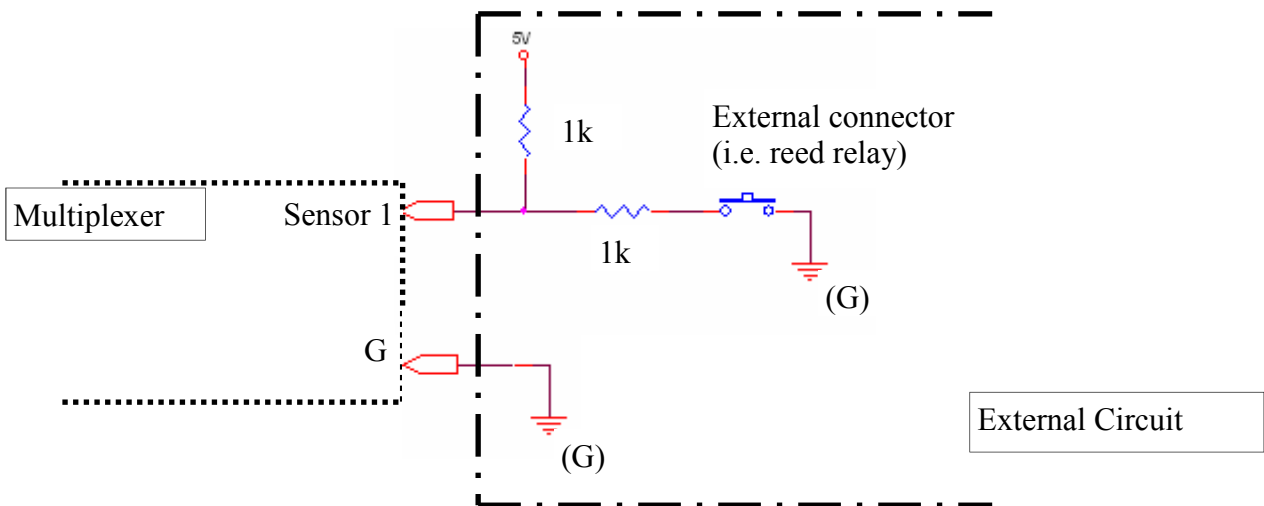 5V
1k
External connector
(i.e. reed relay)
Multiplexer
Sensor 1
1k
(G)
G
(G)
External Circuit